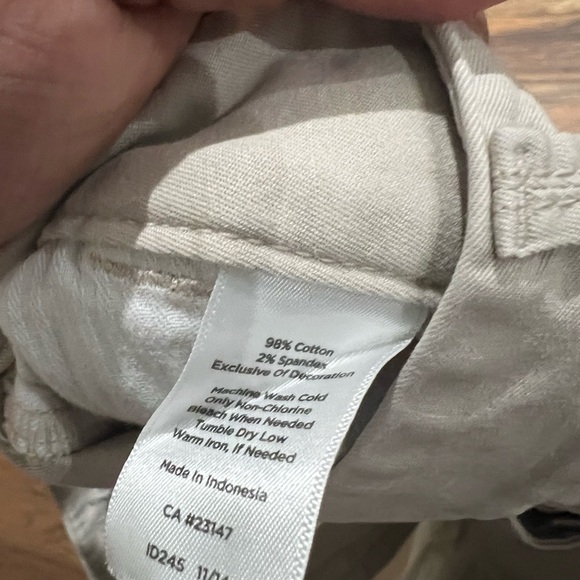 98% Cotton
2% Spandex
Exclusive Of Decoration
Machine Wash Cold
Only Non-Chlorine
Bleach When Needed
Tumble Dry Low
Warm Iron, If Needed
Made In Indonesia
CA #23147
ID245